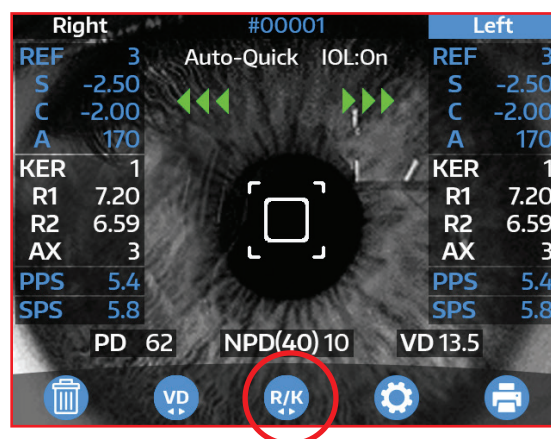 Right #00001 Left
REF 3 Auto-Quick IOL:On REF 3
S -2.50 S -2.50
C -2.00 C -2.00
A 170 A 170
KER 1 KER 1
R1 7.20 R1 7.20
R2 6.59 R2 6.59
AX 3 AX 3
PPS 5.4 PPS 5.4
SPS 5.8 SPS 5.8
PD 62 NPD(40) 10 VD 13.5
VD R/K